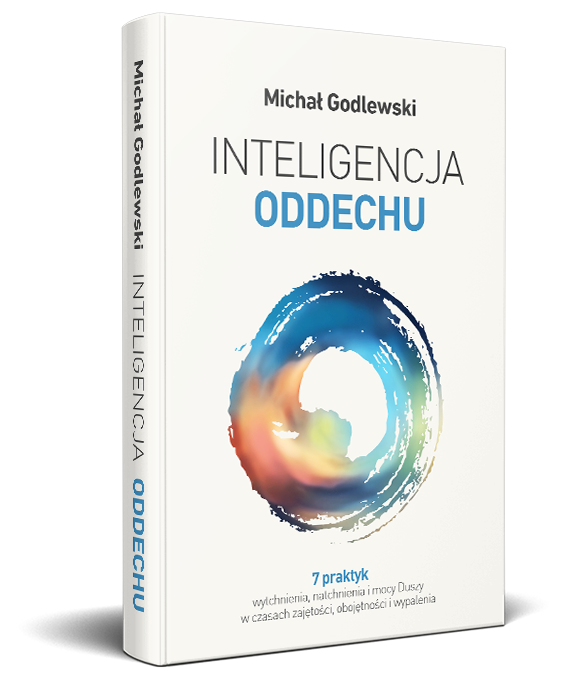 Michał Godlewski
INTELIGENCJA
ODDECHU
7 praktyk
wytchnienia, natchnienia i mocy Duszy
w czasach zajętości, obojętności i wypalenia
Michał Godlewski INTELIGENCJA ODDECHU